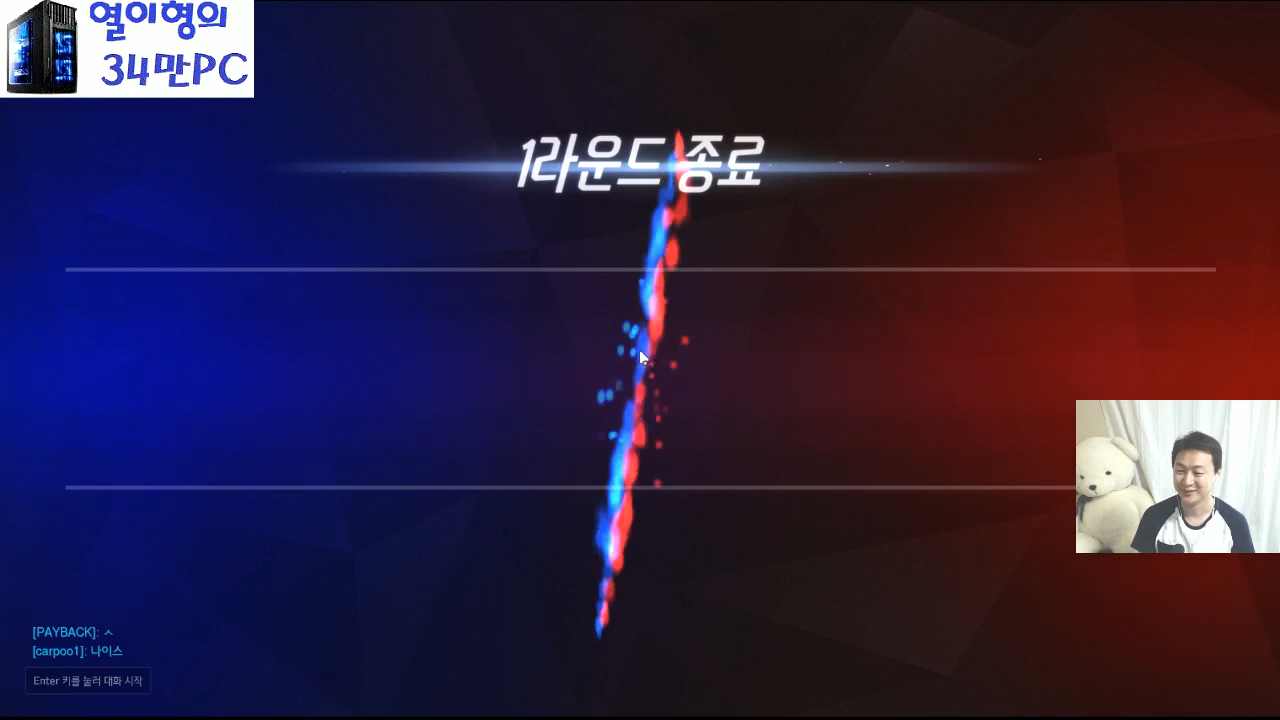 열이형의
34만PC
1라운드 종료
[PAYBACK]: ㅅ
[carpoo1]: 나이스
Enter 키를 눌러 대화 시작